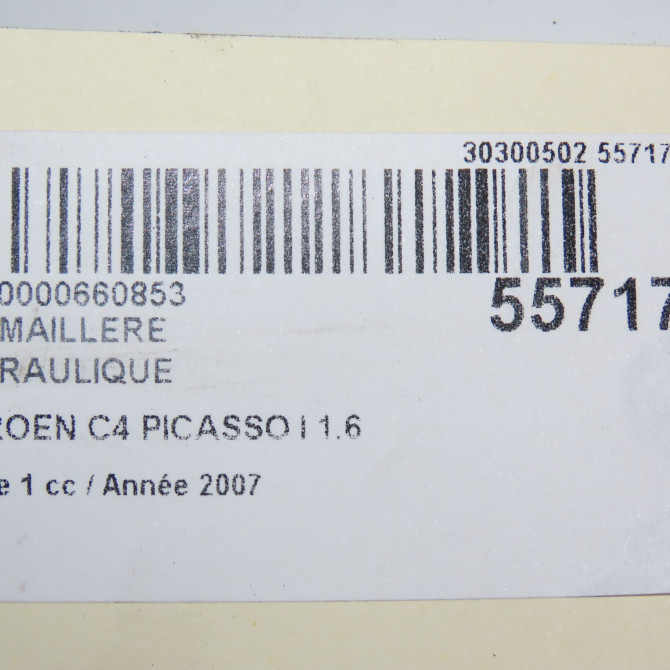 30300502 55717
0000660853
55717
MAILLERE
RAULIQUE
ROEN C4 PICASSO I 1.6
e 1 cc / Année 2007